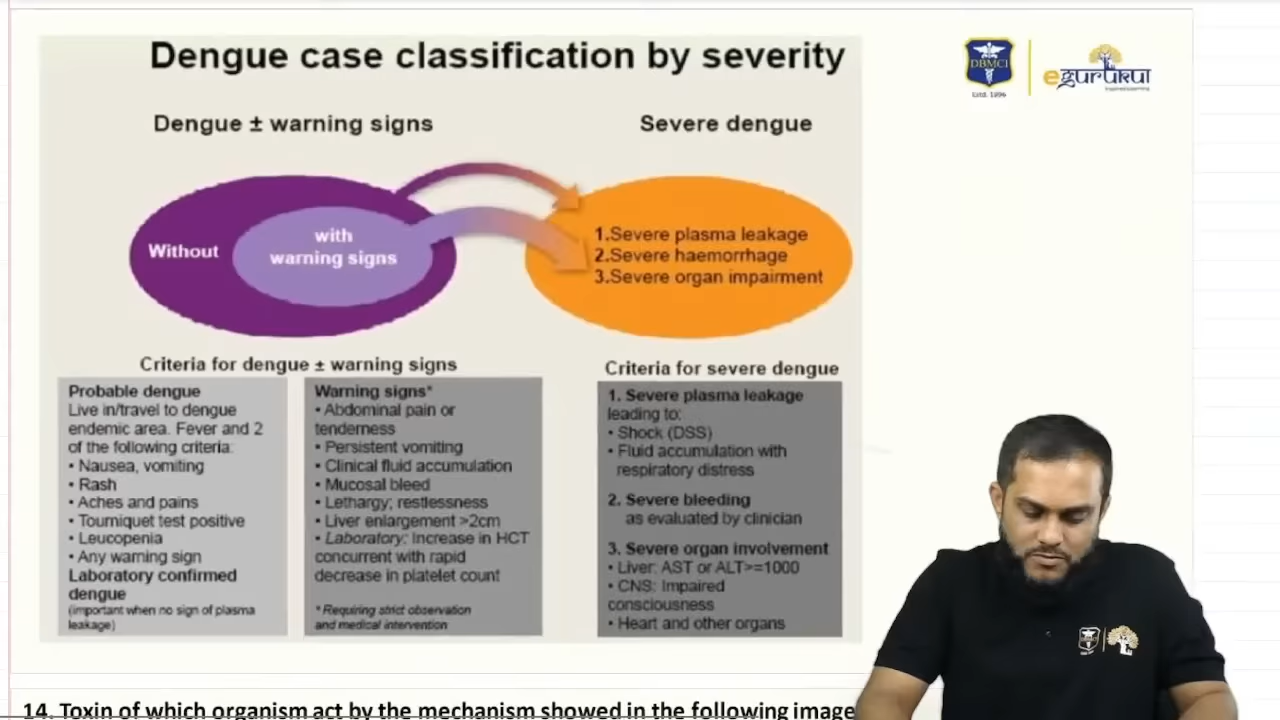 Dengue case classification by severity
DBMCI
Estd. 1996
egurukul
Dengue ± warning signs
Severe dengue
Without
with
warning signs
1.Severe plasma leakage
2.Severe haemorrhage
3.Severe organ impairment
Criteria for dengue ± warning signs
Criteria for severe dengue
Probable dengue
Live in/travel to dengue
endemic area. Fever and 2
of the following criteria:
• Nausea, vomiting
• Rash
• Aches and pains
• Tourniquet test positive
• Leucopenia
• Any warning sign
Laboratory confirmed
dengue
(important when no sign of plasma
leakage)
Warning signs*
• Abdominal pain or
tenderness
• Persistent vomiting
• Clinical fluid accumulation
• Mucosal bleed
• Lethargy; restlessness
• Liver enlargement >2cm
• Laboratory: Increase in HCT
concurrent with rapid
decrease in platelet count
* Requiring strict observation
and medical intervention
1. Severe plasma leakage
leading to:
• Shock (DSS)
• Fluid accumulation with
respiratory distress
2. Severe bleeding
as evaluated by clinician
3. Severe organ involvement
• Liver: AST or ALT>=1000
• CNS: Impaired
consciousness
• Heart and other organs
14. Toxin of which organism act by the mechanism showed in the following image